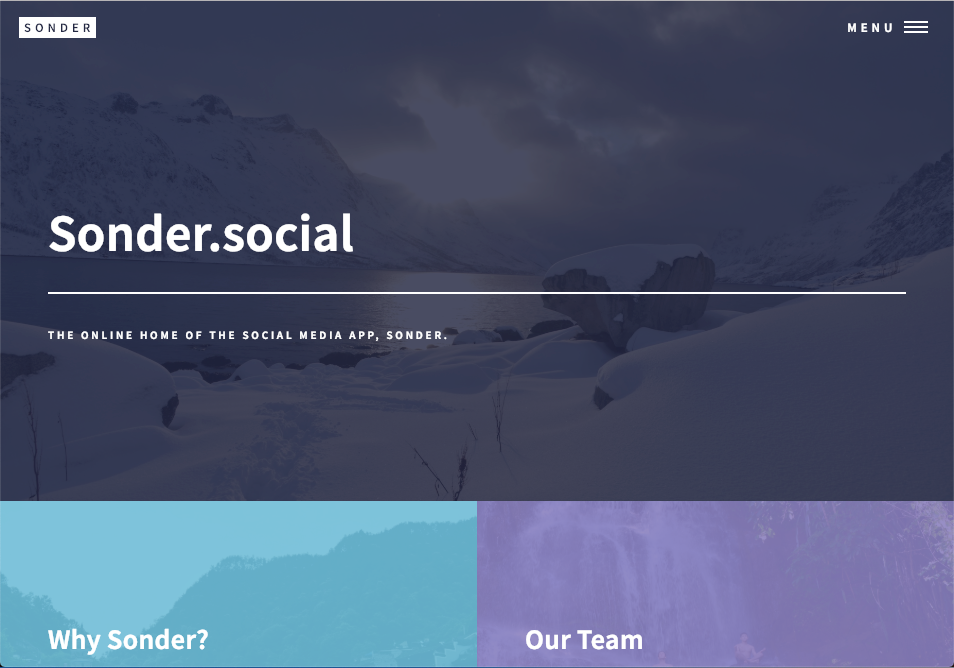 SONDER
MENU
Sonder.social
THE ONLINE HOME OF THE SOCIAL MEDIA APP, SONDER.
Why Sonder?
Our Team